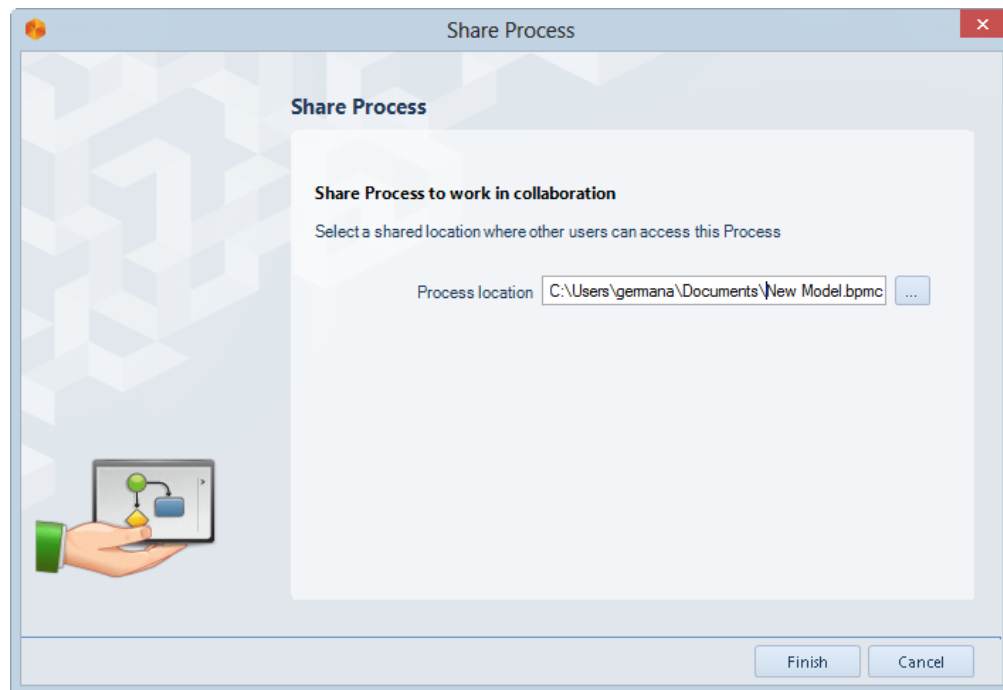 Share Process
Share Process
Share Process to work in collaboration
Select a shared location where other users can access this Process
Process location C:\Users\germana\Documents\New Model.bpmc ...
Finish Cancel